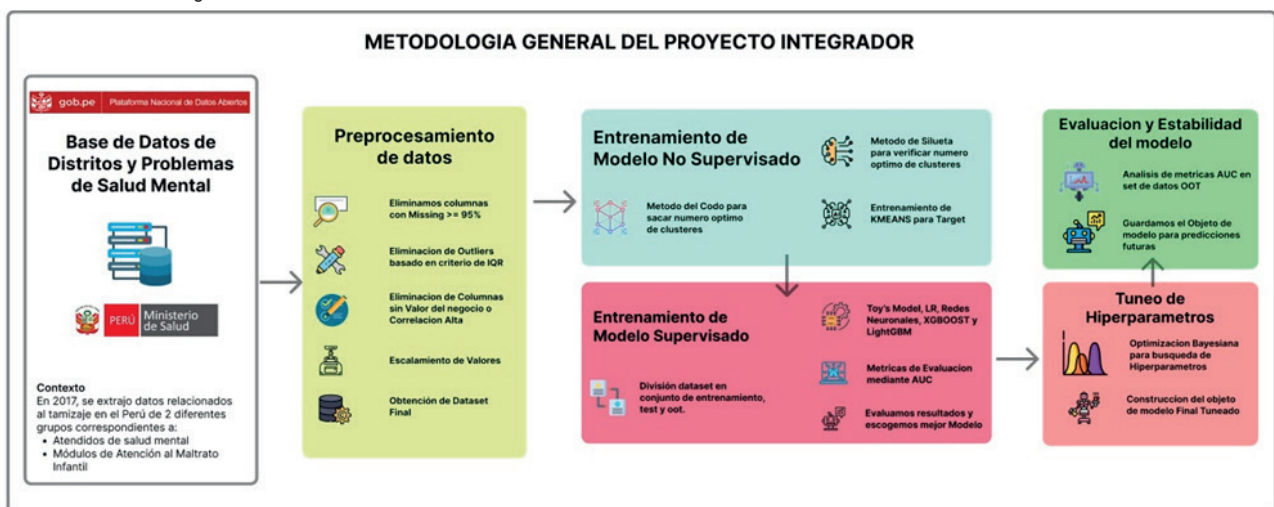 METODOLOGIA GENERAL DEL PROYECTO INTEGRADOR
gob.pe
Plataforma Nacional de Datos Abiertos
Base de Datos de
Distritos y Problemas
de Salud Mental
PERÚ
Ministerio
de Salud
Contexto
En 2017, se extrajo datos relacionados
al tamizaje en el Perú de 2 diferentes
grupos correspondientes a:
• Atendidos de salud mental
• Módulos de Atención al Maltrato
Infantil
Preprocesamiento
de datos
Eliminamos columnas
con Missing >= 95%
Eliminacion de Outliers
basado en criterio de IQR
Eliminacion de Columnas
sin Valor del negocio o
Correlacion Alta
Escalamiento de Valores
Obtención de Dataset
Final
Entrenamiento de
Modelo No Supervisado
Metodo del Codo para
sacar numero optimo
de clusteres
Metodo de Silueta
para verificar numero
optimo de clusteres
Entrenamiento de
KMEANS para Target
Entrenamiento de
Modelo Supervisado
División dataset en
conjunto de entrenamiento,
test y oot.
Toy's Model, LR, Redes
Neuronales, XGBOOST y
LightGBM
Metricas de Evaluacion
mediante AUC
Evaluamos resultados y
escogemos mejor Modelo
Tuneo de
Hiperparametros
Optimizacion Bayesiana
para busqueda de
Hiperparametros
Construccion del objeto
de modelo Final Tuneado
Evaluacion y Estabilidad
del modelo
Analisis de metricas AUC en
set de datos OOT
Guardamos el Objeto de
modelo para predicciones
futuras